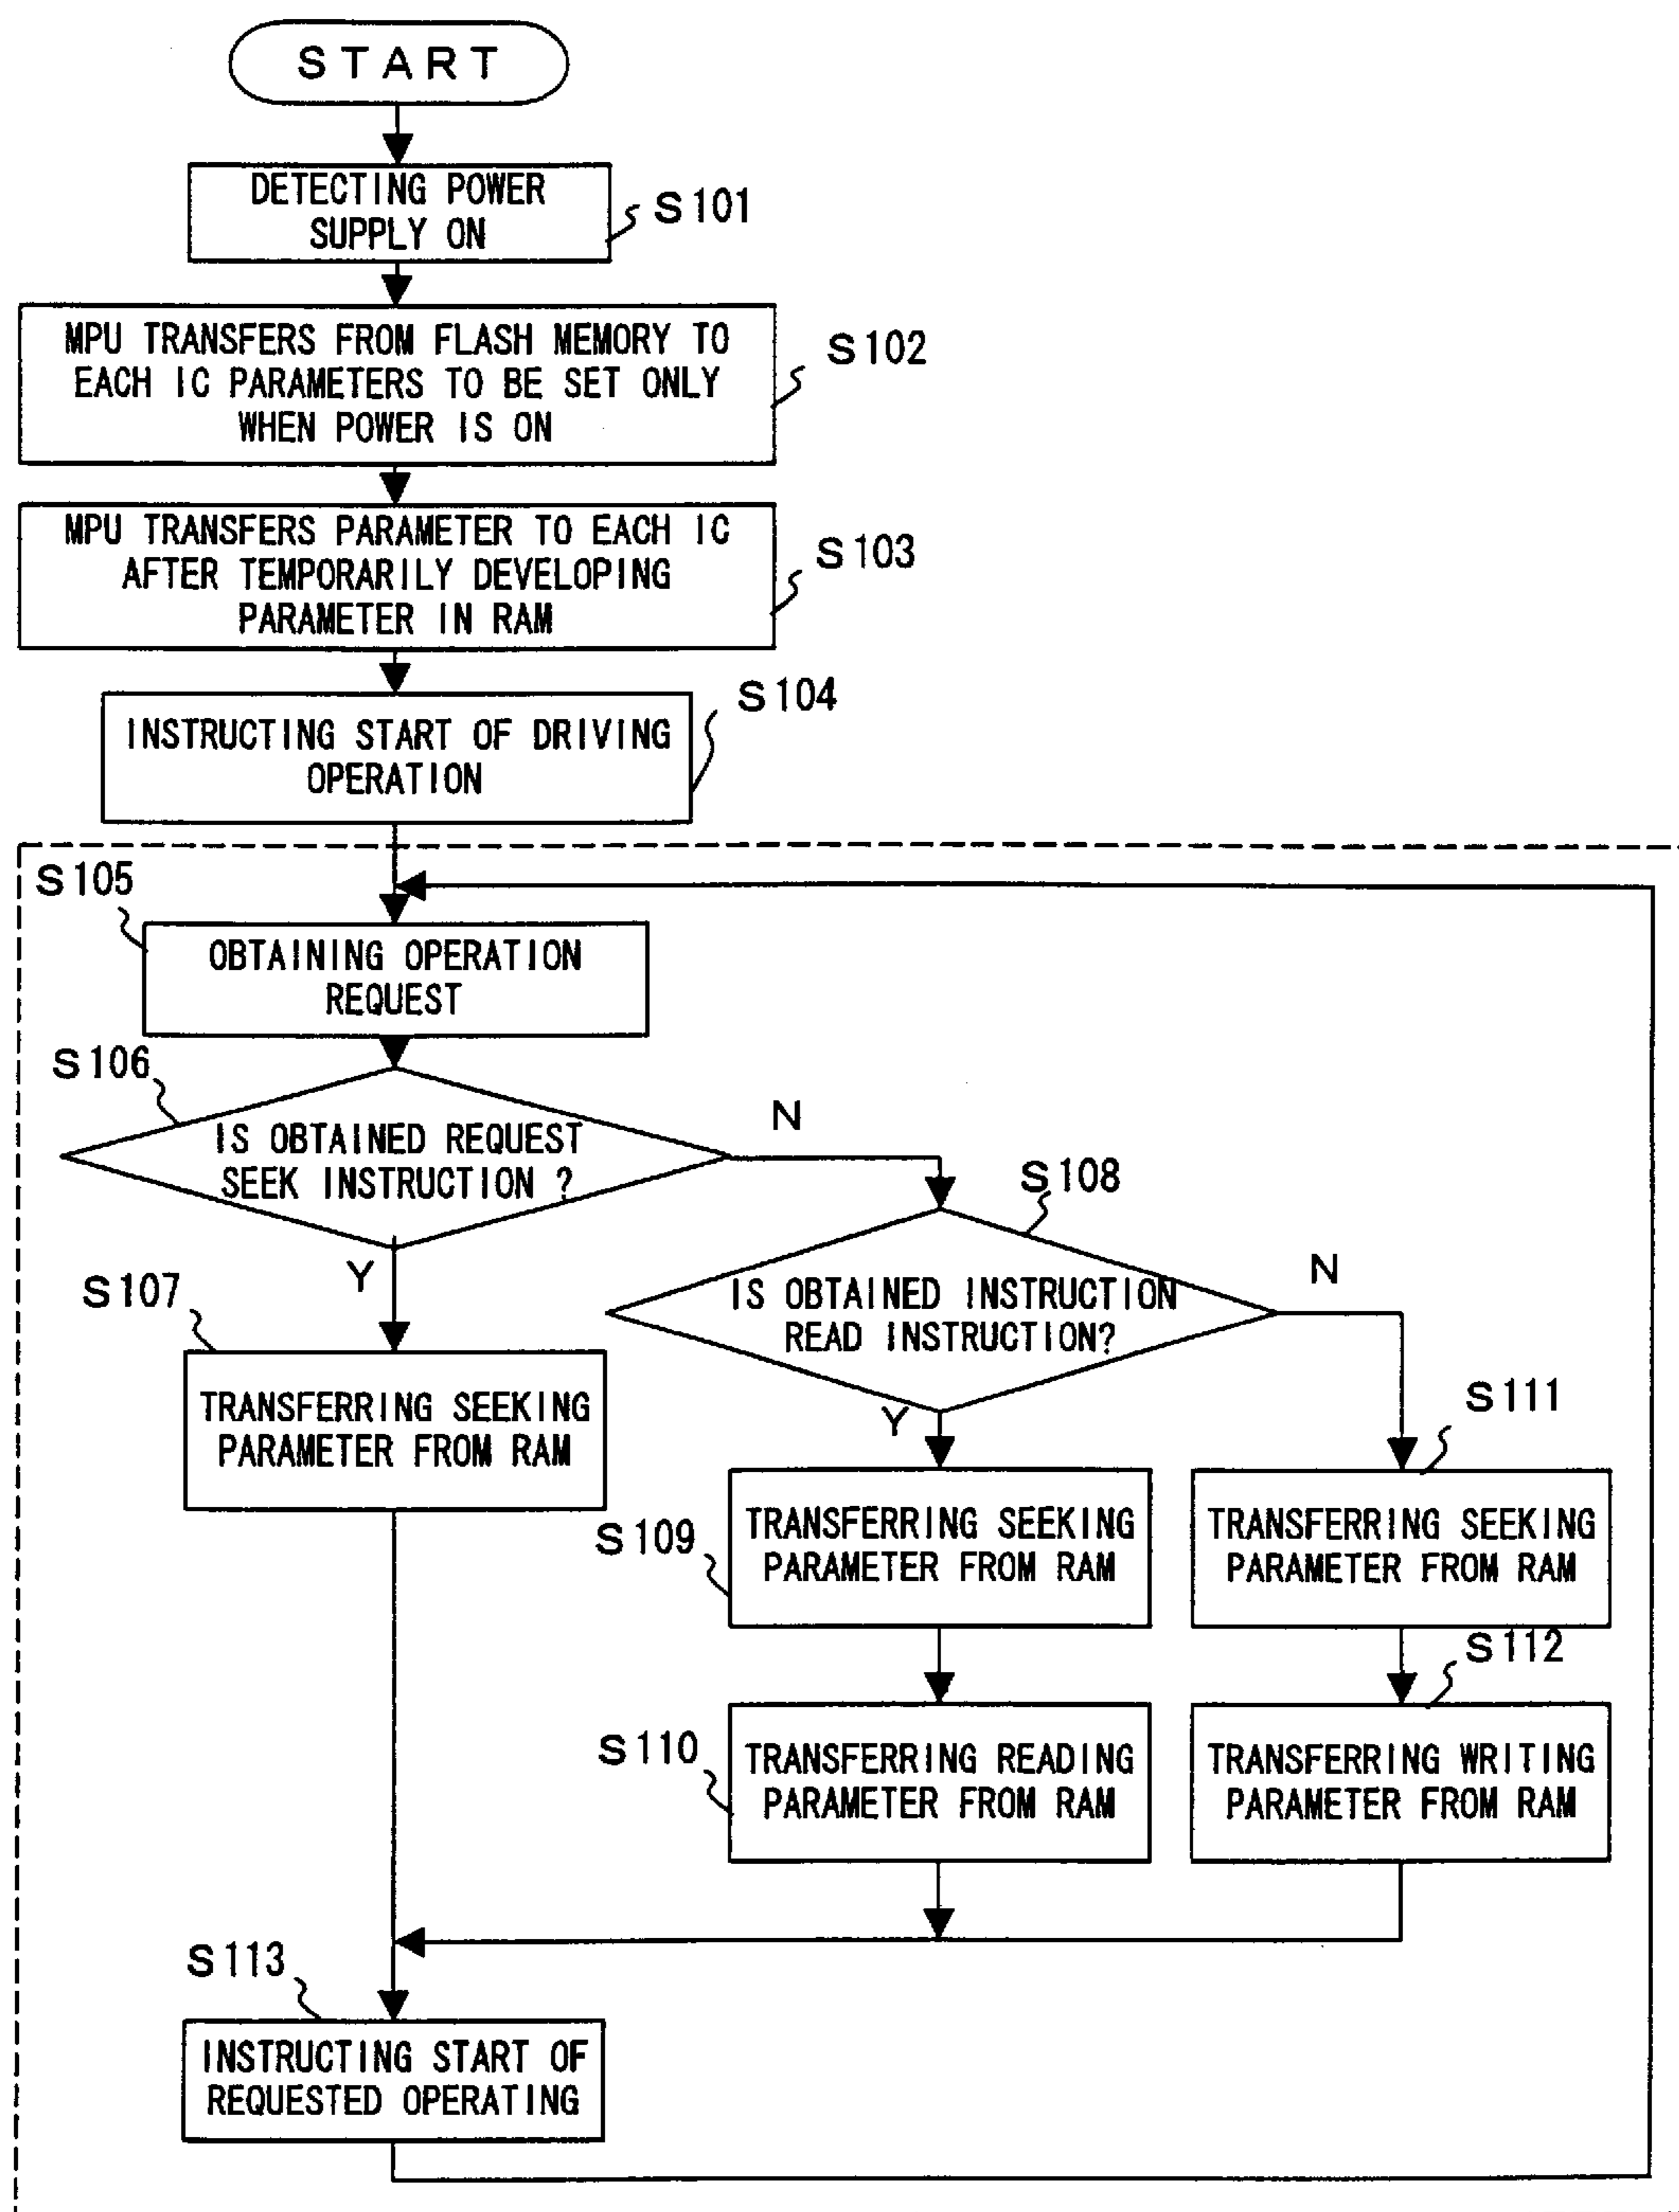 START
DETECTING POWER
SUPPLY ON
S101
MPU TRANSFERS FROM FLASH MEMORY TO
EACH IC PARAMETERS TO BE SET ONLY
WHEN POWER IS ON
S102
MPU TRANSFERS PARAMETER TO EACH IC
AFTER TEMPORARILY DEVELOPING
PARAMETER IN RAM
S103
INSTRUCTING START OF DRIVING
OPERATION
S104
S105
OBTAINING OPERATION
REQUEST
S106
IS OBTAINED REQUEST
SEEK INSTRUCTION ?
N
Y
S108
IS OBTAINED INSTRUCTION
READ INSTRUCTION?
N
Y
S107
TRANSFERRING SEEKING
PARAMETER FROM RAM
S109
TRANSFERRING SEEKING
PARAMETER FROM RAM
S111
TRANSFERRING SEEKING
PARAMETER FROM RAM
S110
TRANSFERRING READING
PARAMETER FROM RAM
S112
TRANSFERRING WRITING
PARAMETER FROM RAM
S113
INSTRUCTING START OF
REQUESTED OPERATING